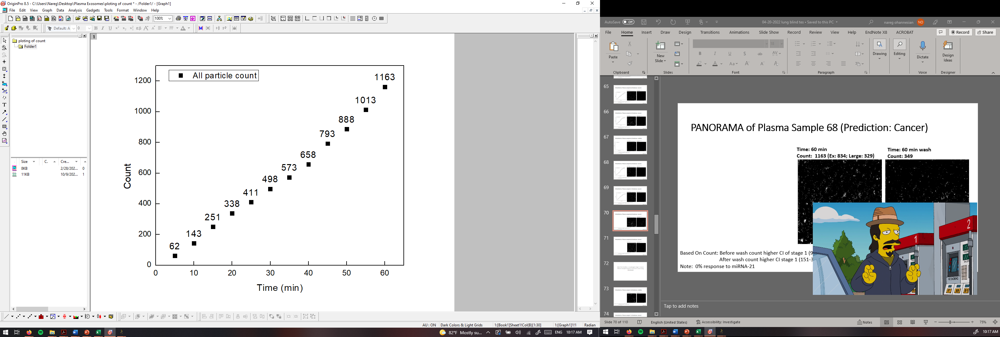 OriginPro 8.5 - C:\Users\Nareg\Desktop\Plasma Exosomes\ploting of count * - /Folder1/ - [Graph1]
File Edit View Graph Data Analysis Gadgets Tools Format Window Help
100%
Default: A 0 B I U
ploting of count
Folder1
Size C. Cre...
8KB 2/28/202... 0
11KB 10/9/202... 1
1
All particle count
1200
1000
800
600
400
200
0
Count
62
143
251
338
411
498
573
658
793
888
1013
1163
0 10 20 30 40 50 60
Time (min)
AU : ON Dark Colors & Light Grids 1:[Book1]Sheet1!Col(B)[1:30] 1:[Graph1]1!1 Radian
82°F Mostly su... ENG 10:17 AM
AutoSave Off
04-20-2022 lung blind tes • Saved to this PC
nareg ohannesian NO
File Home Insert Draw Design Transitions Animations Slide Show Record Review View Help EndNote X8 ACROBAT
Record Share
Paste
New Slide
18
B I U S ab AV
Aa A A
Drawing
Editing
Dictate
Design Ideas
Clipboard Slides Font Paragraph Voice Designer
65
66
67
68
69
70
71
72
73
74
PANORAMA of Plasma Sample 68 (Prediction: Cancer)
Time: 60 min
Count: 1163 (Ex: 834; Large: 329)
Time: 60 min wash
Count: 349
Based On Count: Before wash count higher CI of stage 1 (9
After wash count higher CI stage 1 (151-3
Note: 0% response to miRNA-21
1
2
NO SMOKING
87 89 91
91
Tap to add notes
Slide 70 of 110 English (United States) Accessibility: Investigate Notes 75%
10:17 AM